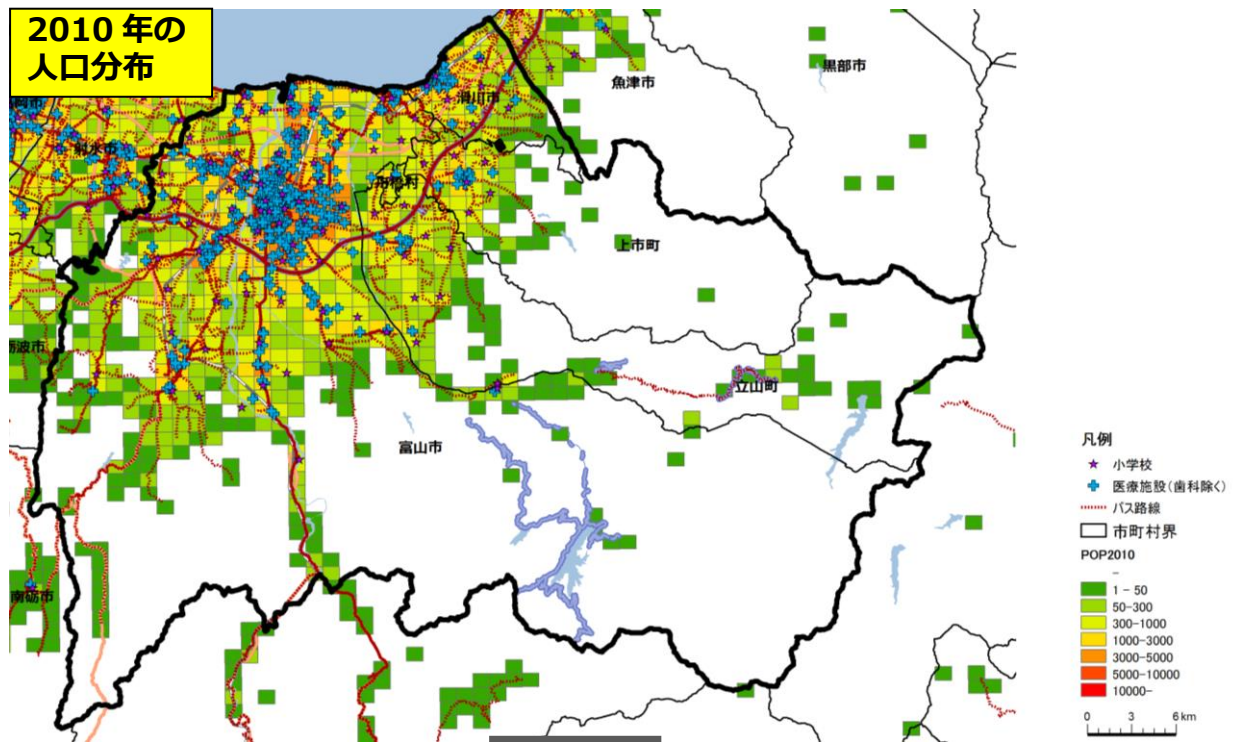 2010 年の
人口分布
魚津市
黒部市
滑川市
射水市
舟橋村
上市町
砺波市
立山町
富山市
南砺市
凡例
小学校
医療施設(歯科除く)
バス路線
市町村界
POP2010
-
1 - 50
50-300
300-1000
1000-3000
3000-5000
5000-10000
10000-
0 3 6km